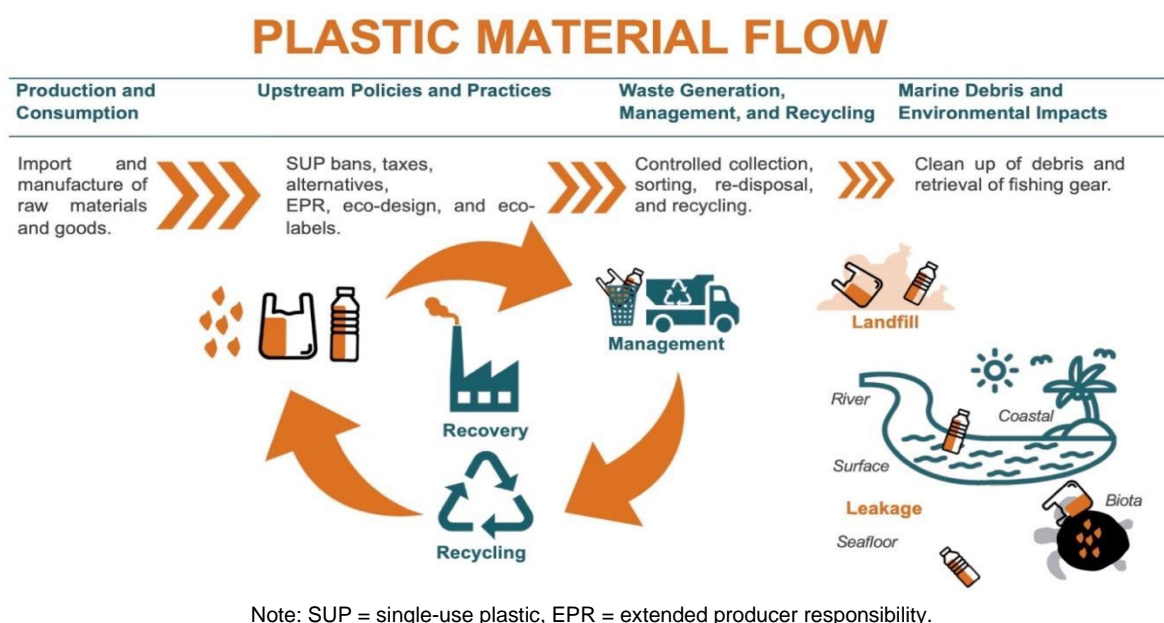 PLASTIC MATERIAL FLOW
Production and
Consumption
Upstream Policies and Practices
Waste Generation,
Management, and Recycling
Marine Debris and
Environmental Impacts
Import and
manufacture of
raw materials
and goods.
SUP bans, taxes,
alternatives,
EPR, eco-design, and eco-
labels.
Controlled collection,
sorting, re-disposal,
and recycling.
Clean up of debris and
retrieval of fishing gear.
Management
Recovery
Recycling
Landfill
River
Coastal
Surface
Leakage
Biota
Seafloor
Note: SUP = single-use plastic, EPR = extended producer responsibility.